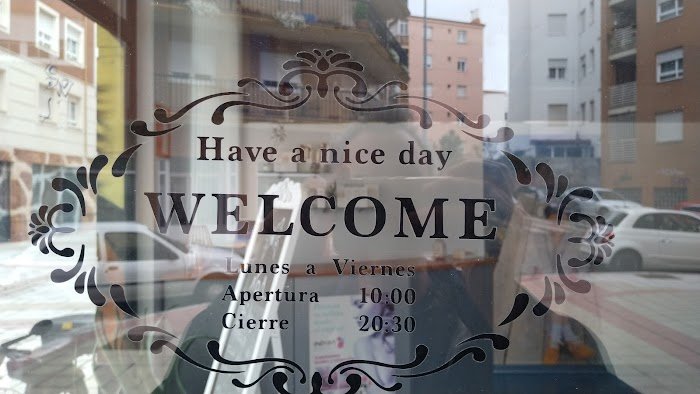 Have a nice day
WELCOME
Lunes a Viernes
Apertura 10:00
Cierre 20:30